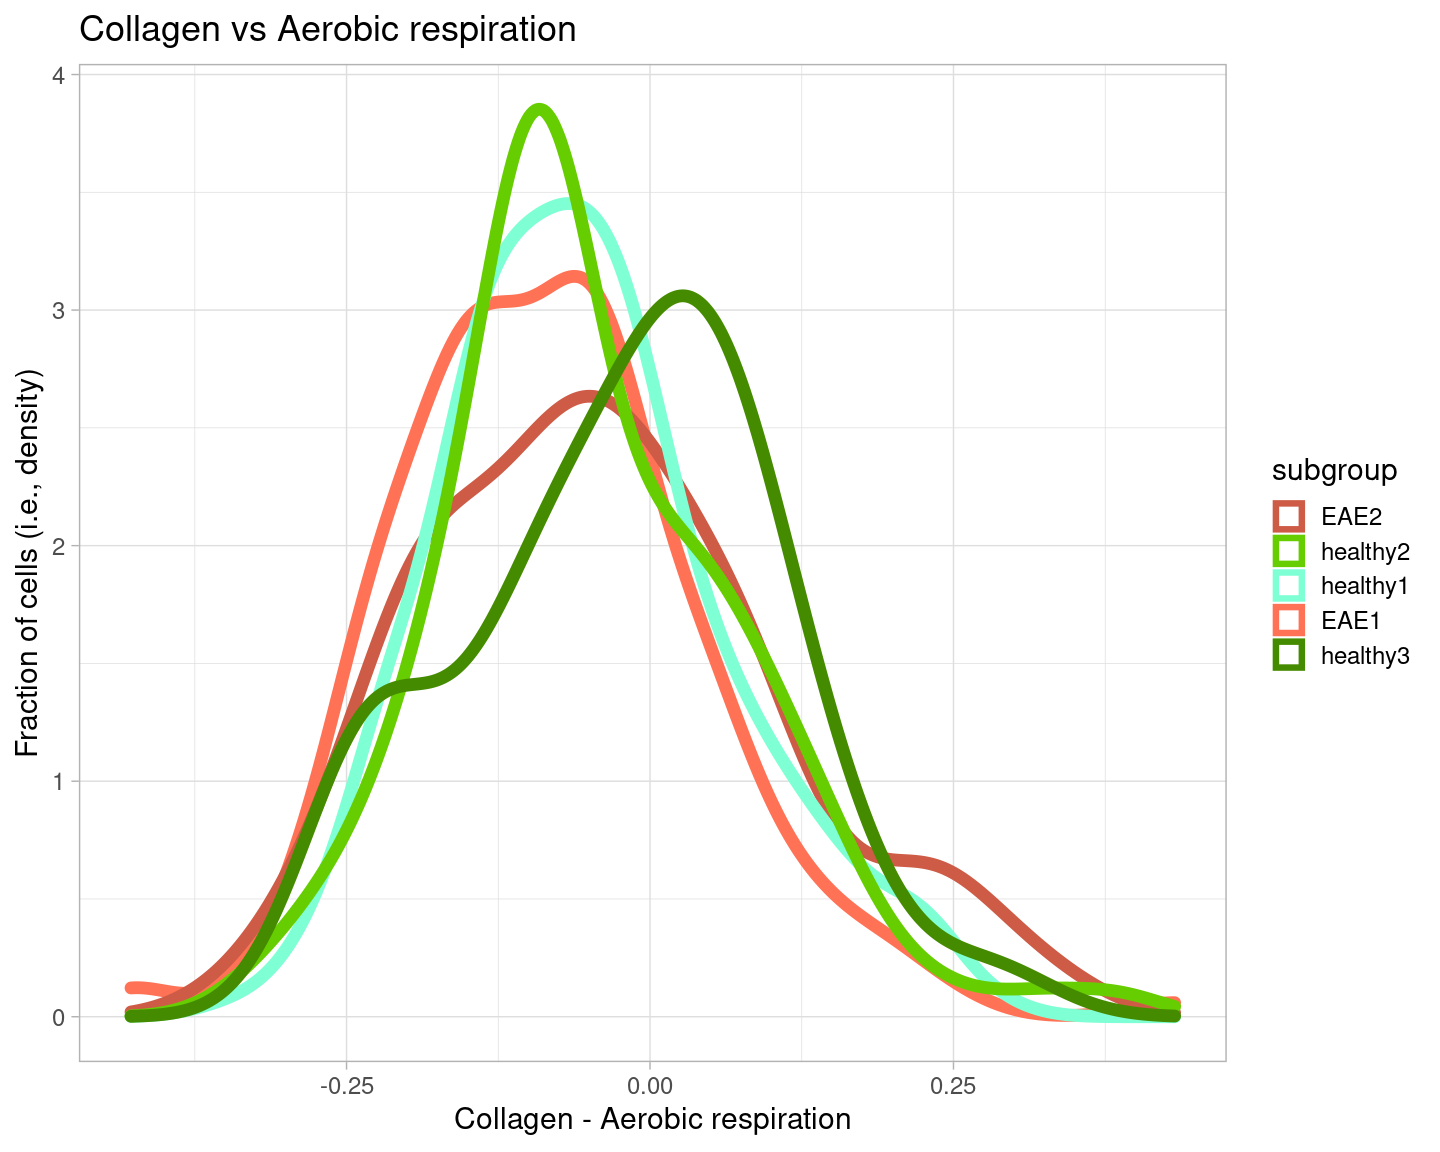 Collagen vs Aerobic respiration
4
3
2
1
0
Fraction of cells (i.e., density)
-0.25
0.00
0.25
Collagen - Aerobic respiration
subgroup
EAE2
healthy2
healthy1
EAE1
healthy3